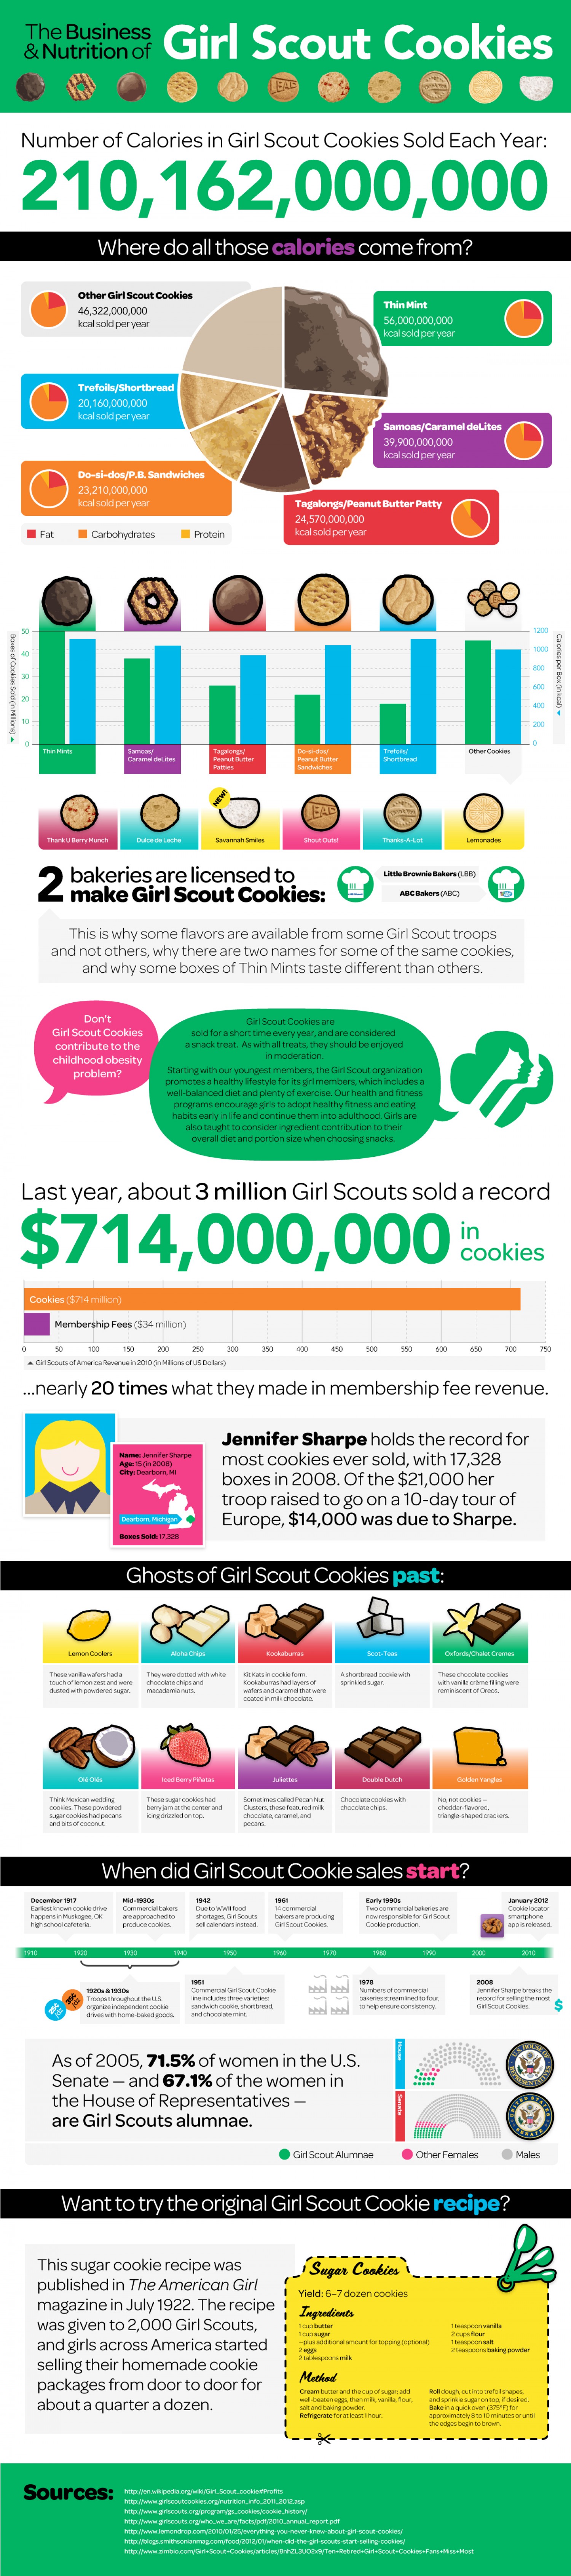 The Business
& Nutrition of
Girl Scout Cookies
Number of Calories in Girl Scout Cookies Sold Each Year:
210,162,000,000
Where do all those calories come from?
Other Girl Scout Cookies
46,322,000,000
kcal sold per year
Thin Mint
56,000,000,000
kcal sold per year
Trefoils/Shortbread
20,160,000,000
kcal sold per year
Samoas/Caramel deLites
39,900,000,000
kcal sold per year
Do-si-dos/P.B. Sandwiches
23,210,000,000
kcal sold per year
Tagalongs/Peanut Butter Patty
24,570,000,000
kcal sold per year
Fat
Carbohydrates
Protein
Boxes of Cookies Sold (in Millions)
50
40
30
20
10
0
1200
1000
800
600
400
200
0
Calories per Box (in kcal)
Thin Mints
Samoas/
Caramel deLites
Tagalongs/
Peanut Butter
Patties
Do-si-dos/
Peanut Butter
Sandwiches
Trefoils/
Shortbread
Other Cookies
NEW!
Thank U Berry Munch
Dulce de Leche
Savannah Smiles
Shout Outs!
Thanks-A-Lot
Lemonades
2 bakeries are licensed to
make Girl Scout Cookies:
Little Brownie Bakers (LBB)
ABC Bakers (ABC)
This is why some flavors are available from some Girl Scout troops
and not others, why there are two names for some of the same cookies,
and why some boxes of Thin Mints taste different than others.
Don't
Girl Scout Cookies
contribute to the
childhood obesity
problem?
Girl Scout Cookies are
sold for a short time every year, and are considered
a snack treat. As with all treats, they should be enjoyed
in moderation.
Starting with our youngest members, the Girl Scout organization
promotes a healthy lifestyle for its girl members, which includes a
well-balanced diet and plenty of exercise. Our health and fitness
programs encourage girls to adopt healthy fitness and eating
habits early in life and continue them into adulthood. Girls are
also taught to consider ingredient contribution to their
overall diet and portion size when choosing snacks.
Last year, about 3 million Girl Scouts sold a record
$714,000,000 in
cookies
Cookies ($714 million)
Membership Fees ($34 million)
0 50 100 150 200 250 300 350 400 450 500 550 600 650 700 750
Girl Scouts of America Revenue in 2010 (in Millions of US Dollars)
...nearly 20 times what they made in membership fee revenue.
Name: Jennifer Sharpe
Age: 15 (in 2008)
City: Dearborn, MI
Dearborn, Michigan
Boxes Sold: 17,328
Jennifer Sharpe holds the record for
most cookies ever sold, with 17,328
boxes in 2008. Of the $21,000 her
troop raised to go on a 10-day tour of
Europe, $14,000 was due to Sharpe.
Ghosts of Girl Scout Cookies past:
Lemon Coolers
These vanilla wafers had a
touch of lemon zest and were
dusted with powdered sugar.
Aloha Chips
They were dotted with white
chocolate chips and
macadamia nuts.
Kookaburras
Kit Kats in cookie form.
Kookaburras had layers of
wafers and caramel that were
coated in milk chocolate.
Scot-Teas
A shortbread cookie with
sprinkled sugar.
Oxfords/Chalet Cremes
These chocolate cookies
with vanilla crème filling were
reminiscent of Oreos.
Olé Olés
Think Mexican wedding
cookies. These powdered
sugar cookies had pecans
and bits of coconut.
Iced Berry Piñatas
These sugar cookies had
berry jam at the center and
icing drizzled on top.
Juliettes
Sometimes called Pecan Nut
Clusters, these featured milk
chocolate, caramel, and
pecans.
Double Dutch
Chocolate cookies with
chocolate chips.
Golden Yangles
No, not cookies —
cheddar-flavored,
triangle-shaped crackers.
When did Girl Scout Cookie sales start?
December 1917
Earliest known cookie drive
happens in Muskogee, OK
high school cafeteria.
Mid-1930s
Commercial bakers
are approached to
produce cookies.
1942
Due to WWII food
shortages, Girl Scouts
sell calendars instead.
1961
14 commercial
bakers are producing
Girl Scout Cookies.
Early 1990s
Two commercial bakeries are
now responsible for Girl Scout
Cookie production.
January 2012
Cookie locator
smartphone
app is released.
1910 1920 1930 1940 1950 1960 1970 1980 1990 2000 2010
1920s & 1930s
Troops throughout the U.S.
organize independent cookie
drives with home-baked goods.
1951
Commercial Girl Scout Cookie
line includes three varieties:
sandwich cookie, shortbread,
and chocolate mint.
1978
Numbers of commercial
bakeries streamlined to four,
to help ensure consistency.
2008
Jennifer Sharpe breaks the
record for selling the most
Girl Scout Cookies.
$
As of 2005, 71.5% of women in the U.S.
Senate — and 67.1% of the women in
the House of Representatives —
are Girl Scouts alumnae.
House
Senate
Girl Scout Alumnae
Other Females
Males
Want to try the original Girl Scout Cookie recipe?
This sugar cookie recipe was
published in The American Girl
magazine in July 1922. The recipe
was given to 2,000 Girl Scouts,
and girls across America started
selling their homemade cookie
packages from door to door for
about a quarter a dozen.
Sugar Cookies
Yield: 6–7 dozen cookies
Ingredients
1 cup butter
1 cup sugar
—plus additional amount for topping (optional)
2 eggs
2 tablespoons milk
1 teaspoon vanilla
2 cups flour
1 teaspoon salt
2 teaspoons baking powder
Method
Cream butter and the cup of sugar; add
well-beaten eggs, then milk, vanilla, flour,
salt and baking powder.
Refrigerate for at least 1 hour.
Roll dough, cut into trefoil shapes,
and sprinkle sugar on top, if desired.
Bake in a quick oven (375°F) for
approximately 8 to 10 minutes or until
the edges begin to brown.
Sources:
http://en.wikipedia.org/wiki/Girl_Scout_cookie#Profits
http://www.girlscoutcookies.org/nutrition_info_2011_2012.asp
http://www.girlscouts.org/program/gs_cookies/cookie_history/
http://www.girlscouts.org/who_we_are/facts/pdf/2010_annual_report.pdf
http://www.lemondrop.com/2010/01/25/everything-you-never-knew-about-girl-scout-cookies/
http://blogs.smithsonianmag.com/food/2012/01/when-did-the-girl-scouts-start-selling-cookies/
http://www.zimbio.com/Girl+Scout+Cookies/articles/BnhZL3UO2x9/Ten+Retired+Girl+Scout+Cookies+Fans+Miss+Most